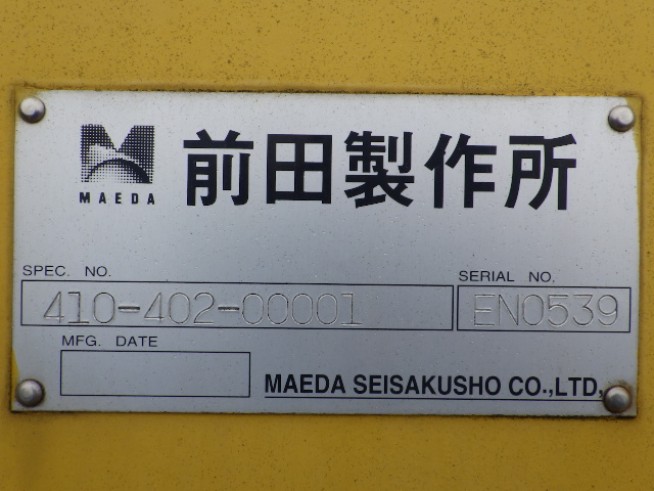 前田製作所
MAEDA
SPEC. NO.
SERIAL NO.
410-402-00001
EN0539
MFG. DATE
MAEDA SEISAKUSHO CO.,LTD,